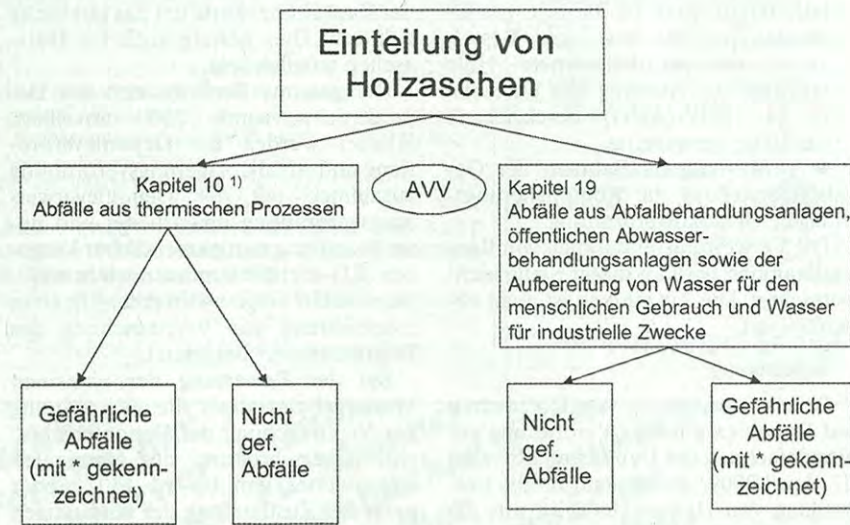 Einteilung von
Holzaschen
Kapitel 10 ¹⁾
Abfälle aus thermischen Prozessen
AVV
Kapitel 19
Abfälle aus Abfallbehandlungsanlagen,
öffentlichen Abwasser-
behandlungsanlagen sowie der
Aufbereitung von Wasser für den
menschlichen Gebrauch und Wasser
für industrielle Zwecke
Gefährliche
Abfälle
(mit * gekenn-
zeichnet)
Nicht
gef.
Abfälle
Nicht
gef.
Abfälle
Gefährliche
Abfälle
(mit * gekenn-
zeichnet)